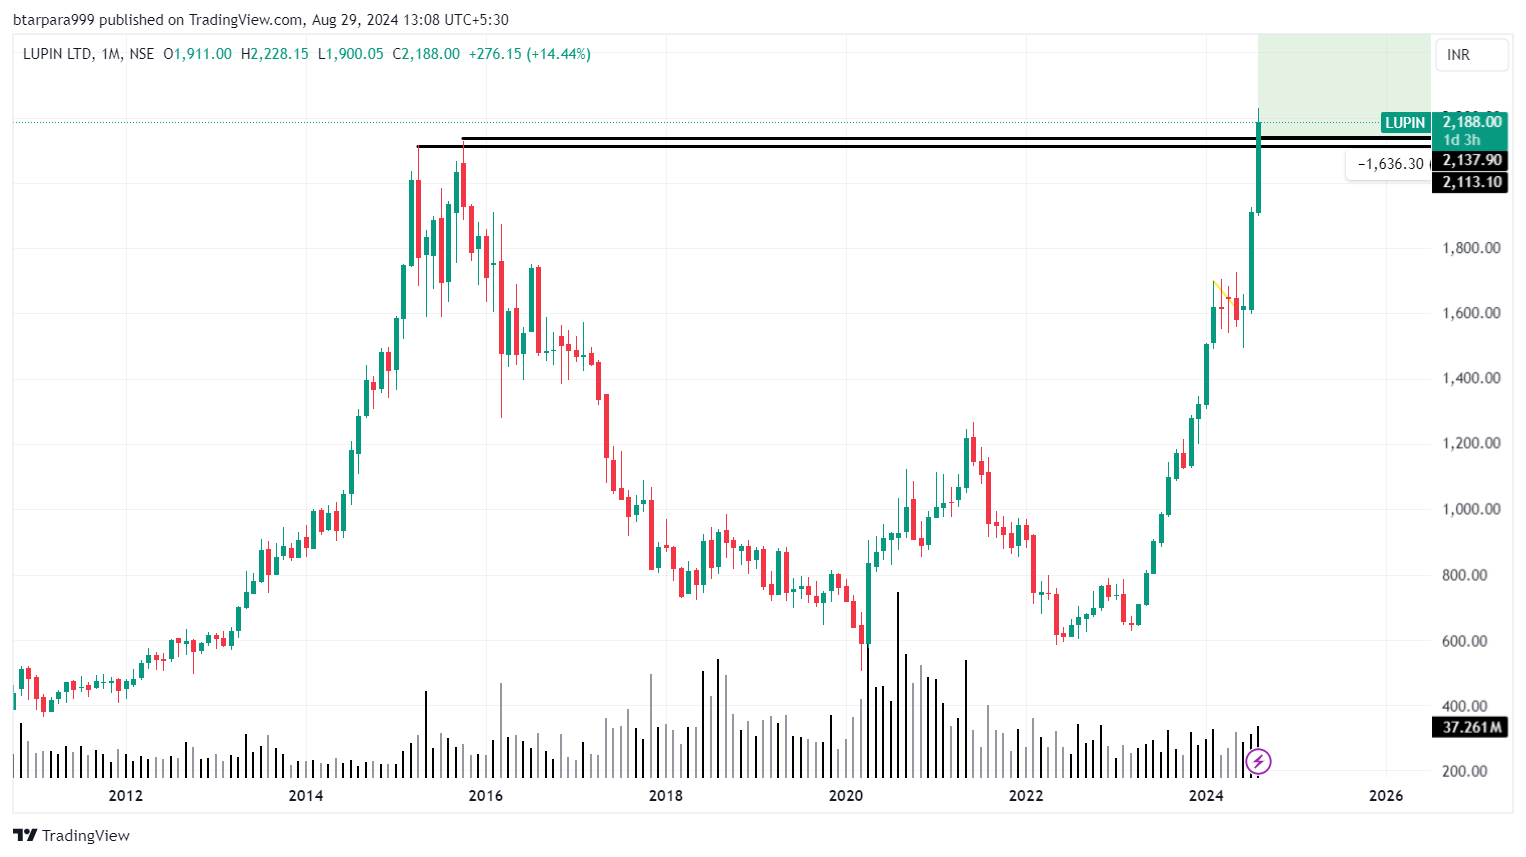 btarpara999 published on TradingView.com, Aug 29, 2024 13:08 UTC+5:30
LUPIN LTD, 1M, NSE O1,911.00 H2,228.15 L1,900.05 C2,188.00 +276.15 (+14.44%)
INR
LUPIN 2,188.00
1d 3h
−1,636.30 (
2,137.90
2,113.10
1,800.00
1,600.00
1,400.00
1,200.00
1,000.00
800.00
600.00
400.00
37.261M
200.00
2012 2014 2016 2018 2020 2022 2024 2026
TradingView